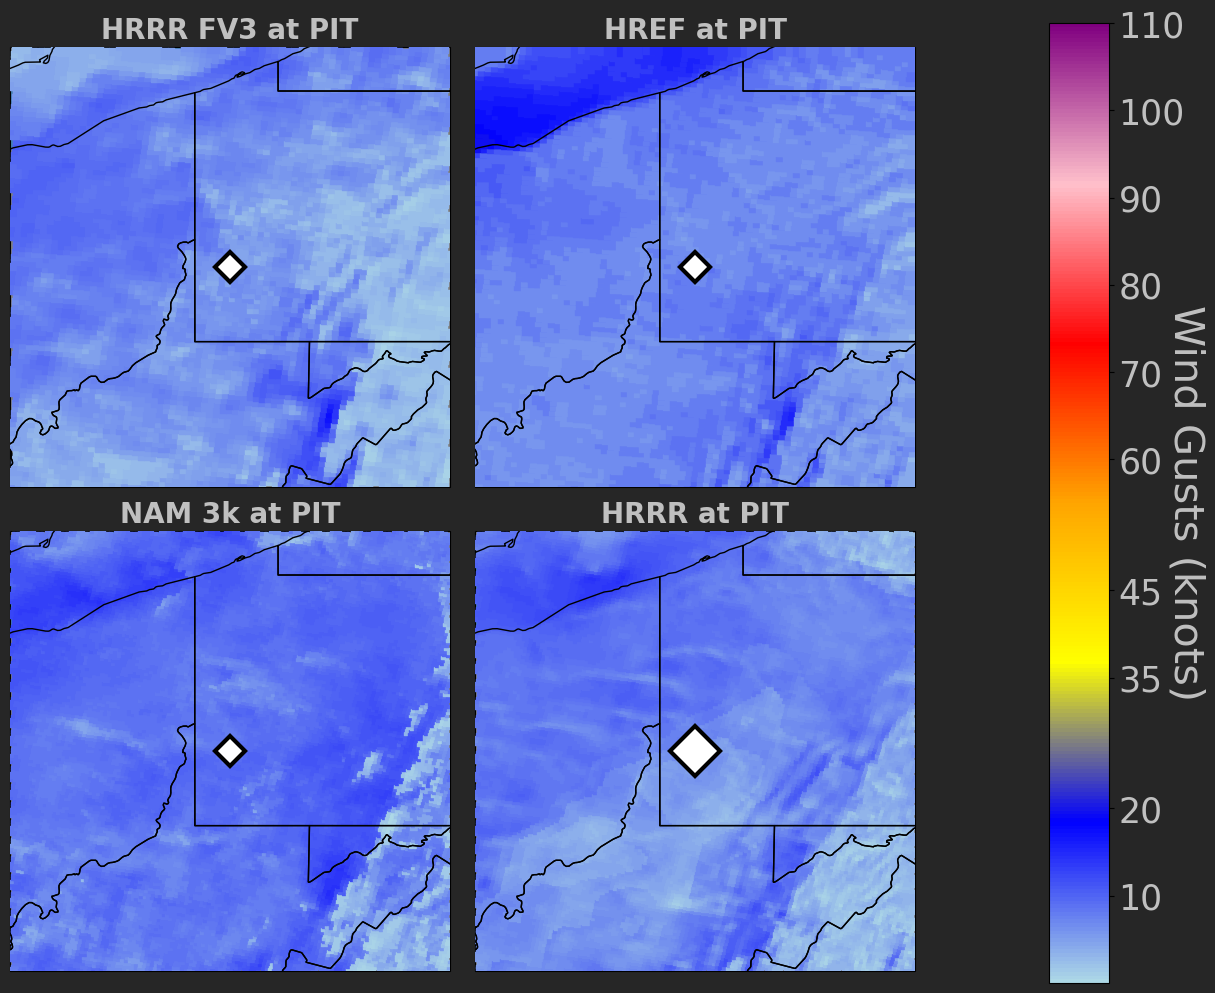 HRRR FV3 at PIT
HREF at PIT
NAM 3k at PIT
HRRR at PIT
110
100
90
80
70
60
45
35
20
10
Wind Gusts (knots)